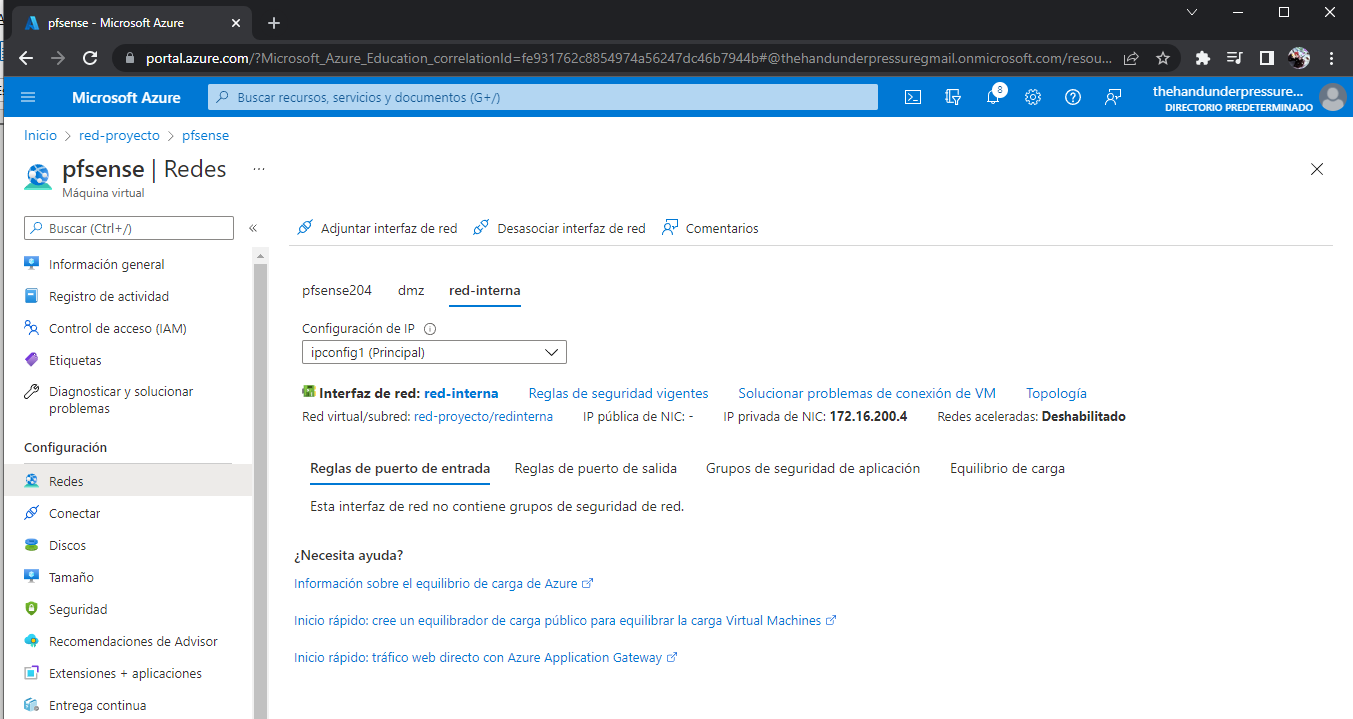 pfsense - Microsoft Azure
portal.azure.com/?Microsoft_Azure_Education_correlationId=fe931762c8854974a56247dc46b7944b#@thehandunderpressuregmail.onmicrosoft.com/resou...
Microsoft Azure
Buscar recursos, servicios y documentos (G+/)
8
thehandunderpressure...
DIRECTORIO PREDETERMINADO
Inicio > red-proyecto > pfsense
pfsense | Redes ...
Máquina virtual
Buscar (Ctrl+/)
«
Información general
Registro de actividad
Control de acceso (IAM)
Etiquetas
Diagnosticar y solucionar
problemas
Configuración
Redes
Conectar
Discos
Tamaño
Seguridad
Recomendaciones de Advisor
Extensiones + aplicaciones
Entrega continua
Adjuntar interfaz de red Desasociar interfaz de red Comentarios
pfsense204 dmz red-interna
Configuración de IP
ipconfig1 (Principal)
Interfaz de red: red-interna Reglas de seguridad vigentes Solucionar problemas de conexión de VM Topología
Red virtual/subred: red-proyecto/redinterna IP pública de NIC: - IP privada de NIC: 172.16.200.4 Redes aceleradas: Deshabilitado
Reglas de puerto de entrada Reglas de puerto de salida Grupos de seguridad de aplicación Equilibrio de carga
Esta interfaz de red no contiene grupos de seguridad de red.
¿Necesita ayuda?
Información sobre el equilibrio de carga de Azure
Inicio rápido: cree un equilibrador de carga público para equilibrar la carga Virtual Machines
Inicio rápido: tráfico web directo con Azure Application Gateway